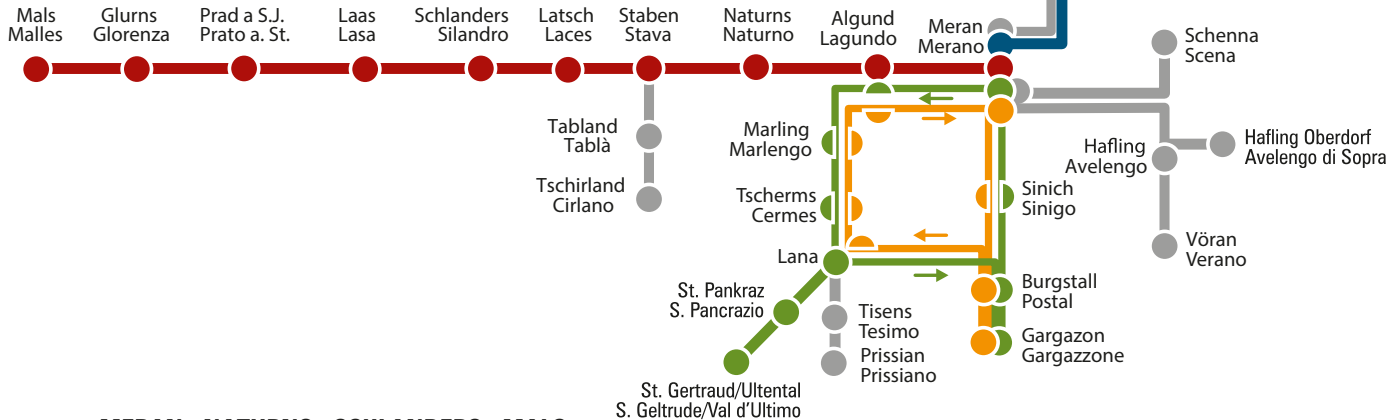 Mals
Malles
Glurns
Glorenza
Prad a S.J.
Prato a. St.
Laas
Lasa
Schlanders
Silandro
Latsch
Laces
Staben
Stava
Naturns
Naturno
Algund
Lagundo
Meran
Merano
Schenna
Scena
Tabland
Tablà
Marling
Marlengo
Hafling
Avelengo
Hafling Oberdorf
Avelengo di Sopra
Tschirland
Cirlano
Tscherms
Cermes
Sinich
Sinigo
Vöran
Verano
Lana
St. Pankraz
S. Pancrazio
Burgstall
Postal
Tisens
Tesimo
Gargazon
Gargazzone
Prissian
Prissiano
St. Gertraud/Ultental
S. Geltrude/Val d'Ultimo